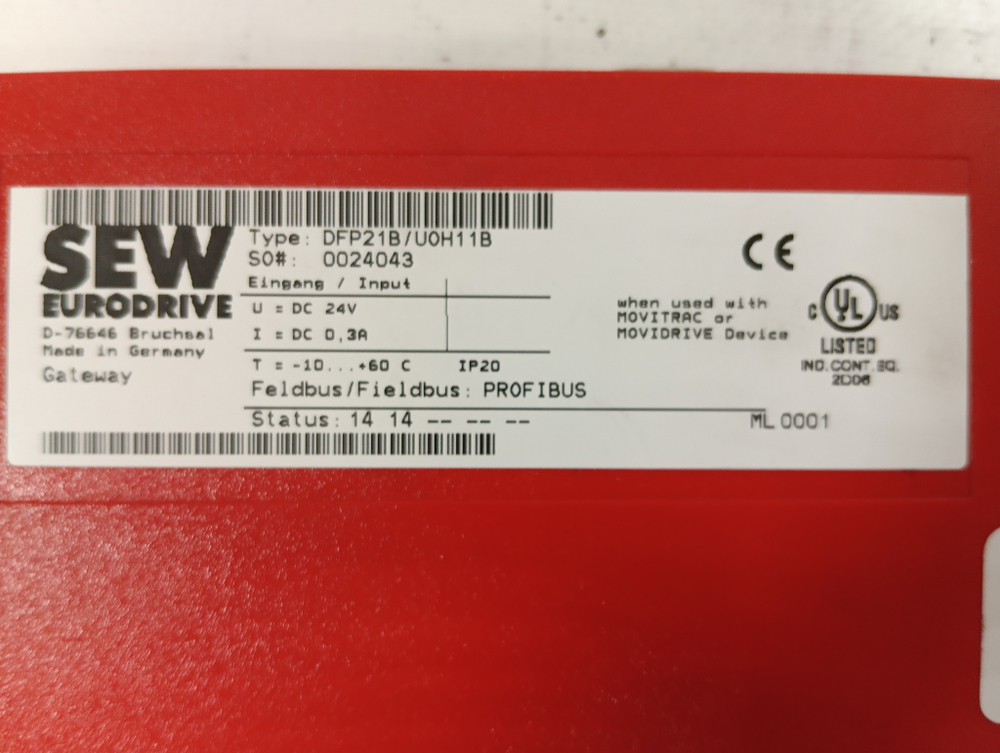 SEW
EURODRIVE
D-76646 Bruchsal
Made in Germany
Gateway
Type: DFP21B/UOH11B
SO#: 0024043
Eingang / Input
U = DC 24V
I = DC 0,3A
T = -10...+60 C IP20
Feldbus/Fieldbus: PROFIBUS
Status: 14 14 -- -- --
when used with
MOVITRAC or
MOVIDRIVE Device
CE
C UL US
LISTED
IND.CONT.EQ.
2D06
ML 0001